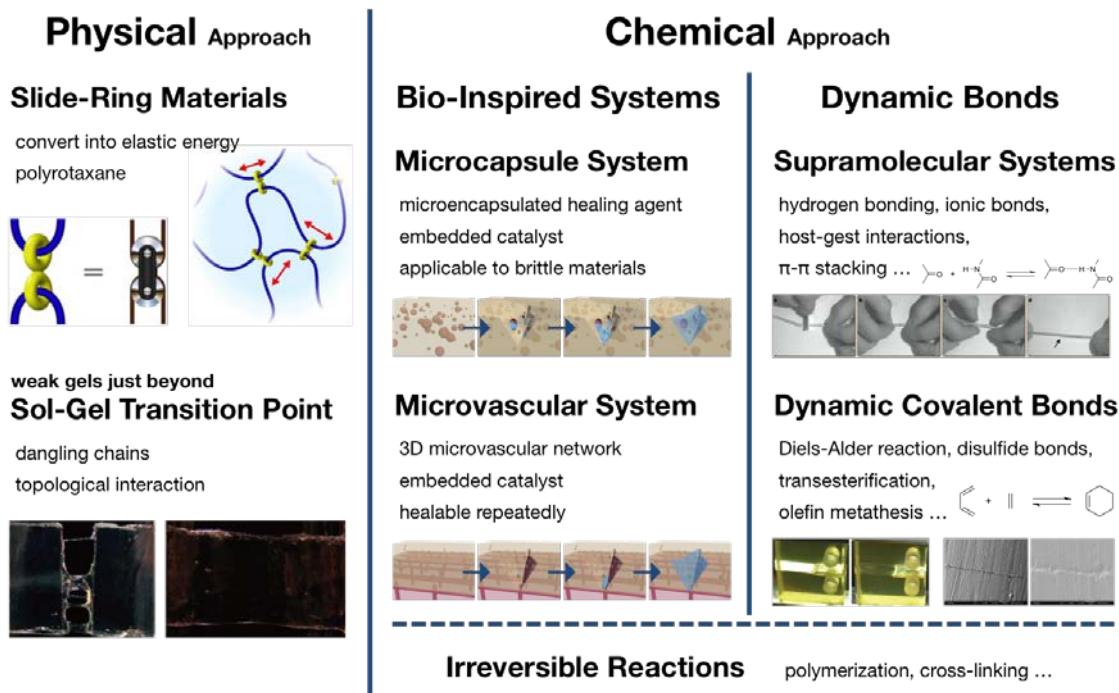 Physical Approach
Slide-Ring Materials
convert into elastic energy
polyrotaxane
=
weak gels just beyond
Sol-Gel Transition Point
dangling chains
topological interaction
Chemical Approach
Bio-Inspired Systems
Microcapsule System
microencapsulated healing agent
embedded catalyst
applicable to brittle materials
Microvascular System
3D microvascular network
embedded catalyst
healable repeatedly
Dynamic Bonds
Supramolecular Systems
hydrogen bonding, ionic bonds,
host-gest interactions,
π-π stacking ...
O + H-N O ⇌ O---H-N O
Dynamic Covalent Bonds
Diels-Alder reaction, disulfide bonds,
transesterification,
olefin metathesis ...
+ ⇌
Irreversible Reactions polymerization, cross-linking ...